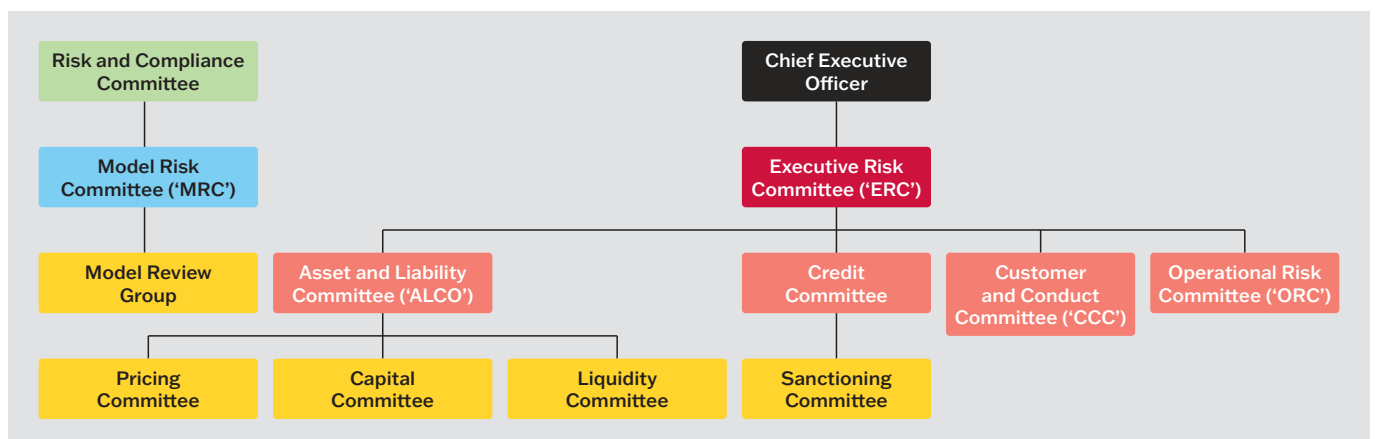 Risk and Compliance
Committee
Chief Executive
Officer
Model Risk
Committee (‘MRC’)
Executive Risk
Committee (‘ERC’)
Model Review
Group
Asset and Liability
Committee (‘ALCO’)
Credit
Committee
Customer
and Conduct
Committee (‘CCC’)
Operational Risk
Committee (‘ORC’)
Pricing
Committee
Capital
Committee
Liquidity
Committee
Sanctioning
Committee